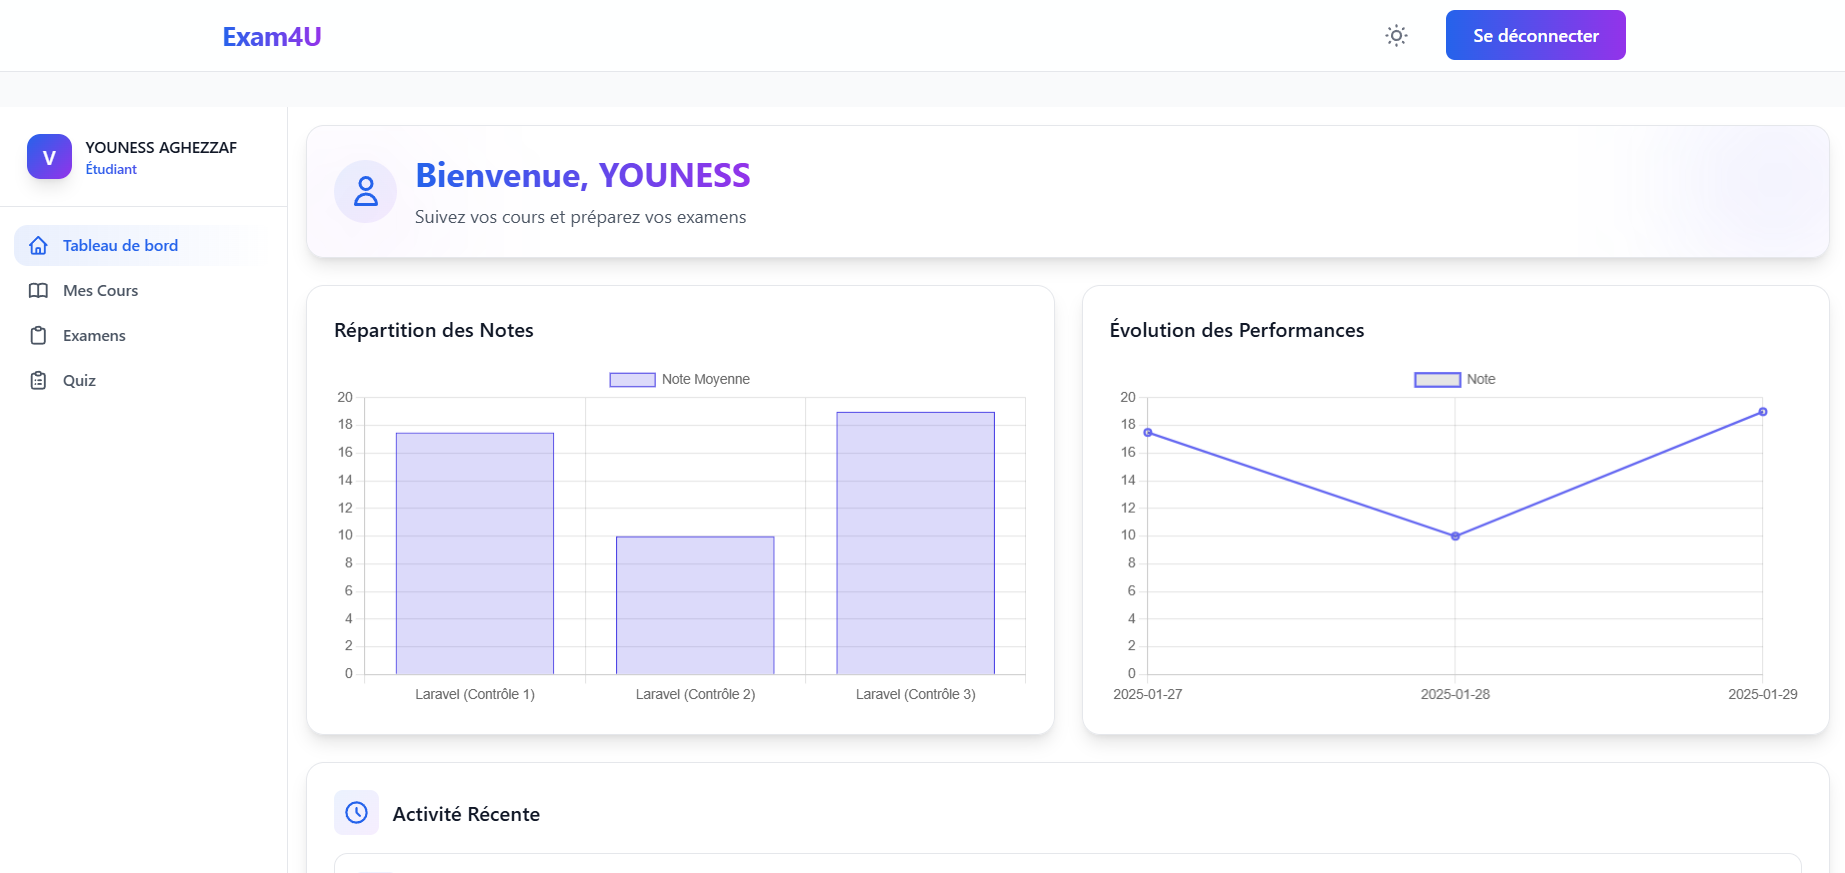 Exam4U
Se déconnecter
V
YOUNESS AGHEZZAF
Étudiant
Tableau de bord
Mes Cours
Examens
Quiz
Bienvenue, YOUNESS
Suivez vos cours et préparez vos examens
Répartition des Notes
Note Moyenne
20
18
16
14
12
10
8
6
4
2
0
Laravel (Contrôle 1)
Laravel (Contrôle 2)
Laravel (Contrôle 3)
Évolution des Performances
Note
20
18
16
14
12
10
8
6
4
2
0
2025-01-27
2025-01-28
2025-01-29
Activité Récente